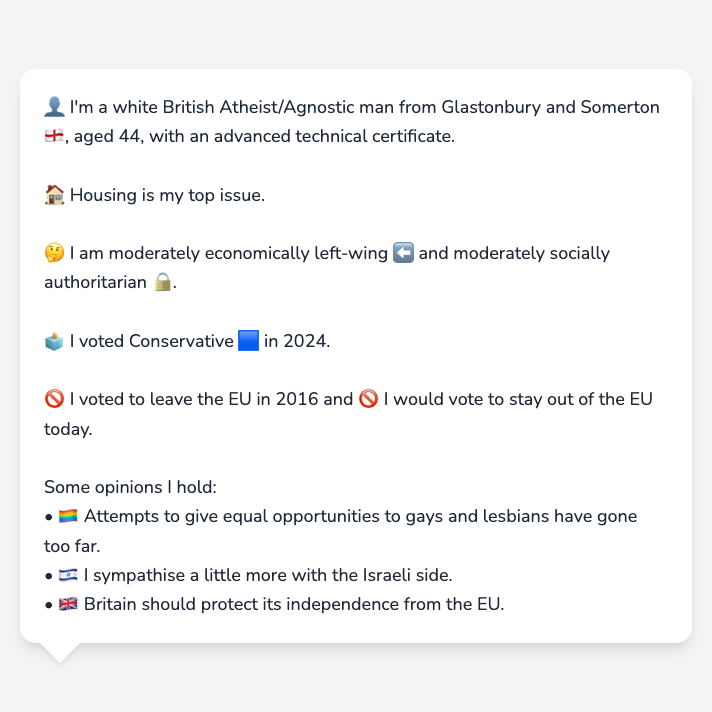 👤 I'm a white British Atheist/Agnostic man from Glastonbury and Somerton
🏴󠁧󠁢󠁥󠁮󠁧󠁿, aged 44, with an advanced technical certificate.
🏠 Housing is my top issue.
🤔 I am moderately economically left-wing ⬅️ and moderately socially
authoritarian 🔒.
🗳️ I voted Conservative 🟦 in 2024.
🚫 I voted to leave the EU in 2016 and 🚫 I would vote to stay out of the EU
today.
Some opinions I hold:
• 🏳️‍🌈 Attempts to give equal opportunities to gays and lesbians have gone
too far.
• 🇮🇱 I sympathise a little more with the Israeli side.
• 🇬🇧 Britain should protect its independence from the EU.